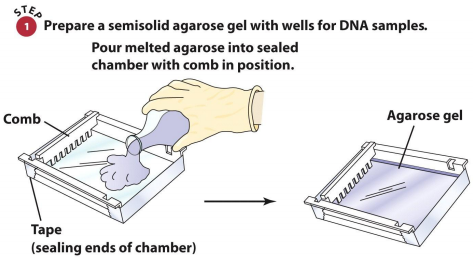 STEP
1 Prepare a semisolid agarose gel with wells for DNA samples.
Pour melted agarose into sealed
chamber with comb in position.
Comb
Agarose gel
Tape
(sealing ends of chamber)